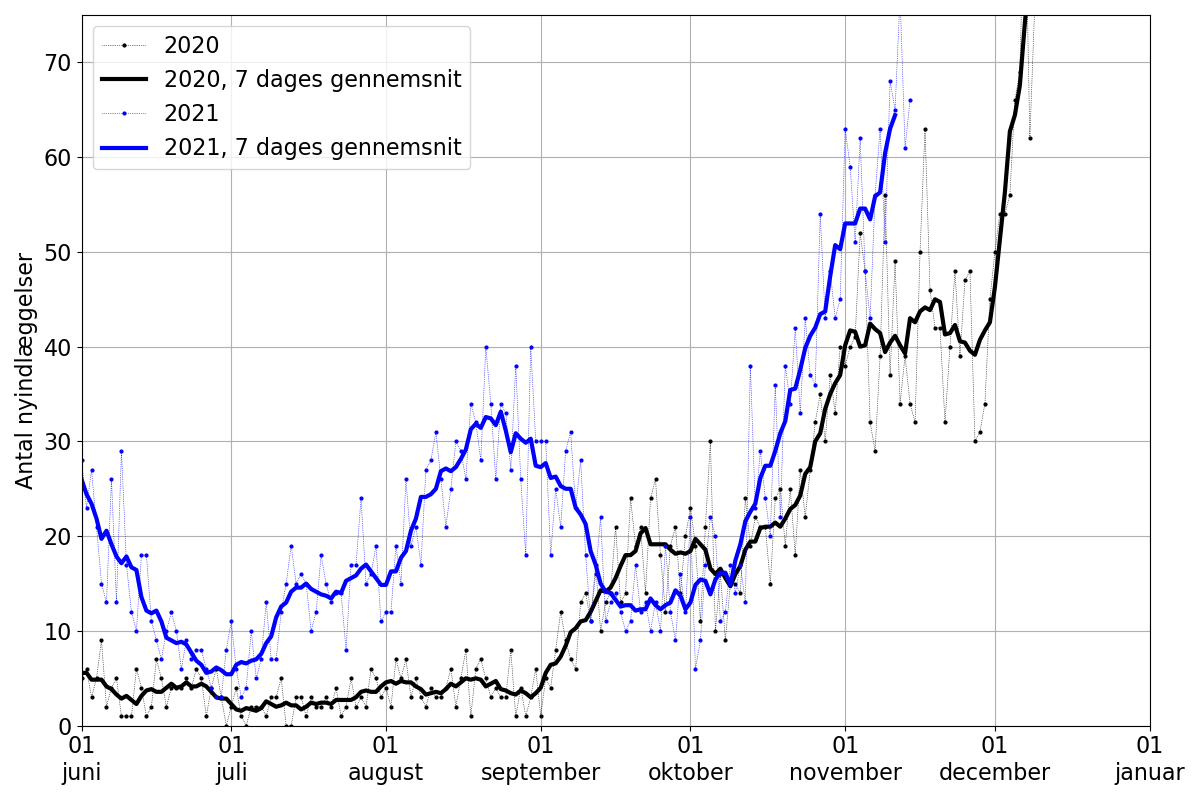 2020
2020, 7 dages gennemsnit
2021
2021, 7 dages gennemsnit
Antal nyindlæggelser
70
60
50
40
30
20
10
0
01 01 01 01 01 01 01 01
juni juli august september oktober november december januar